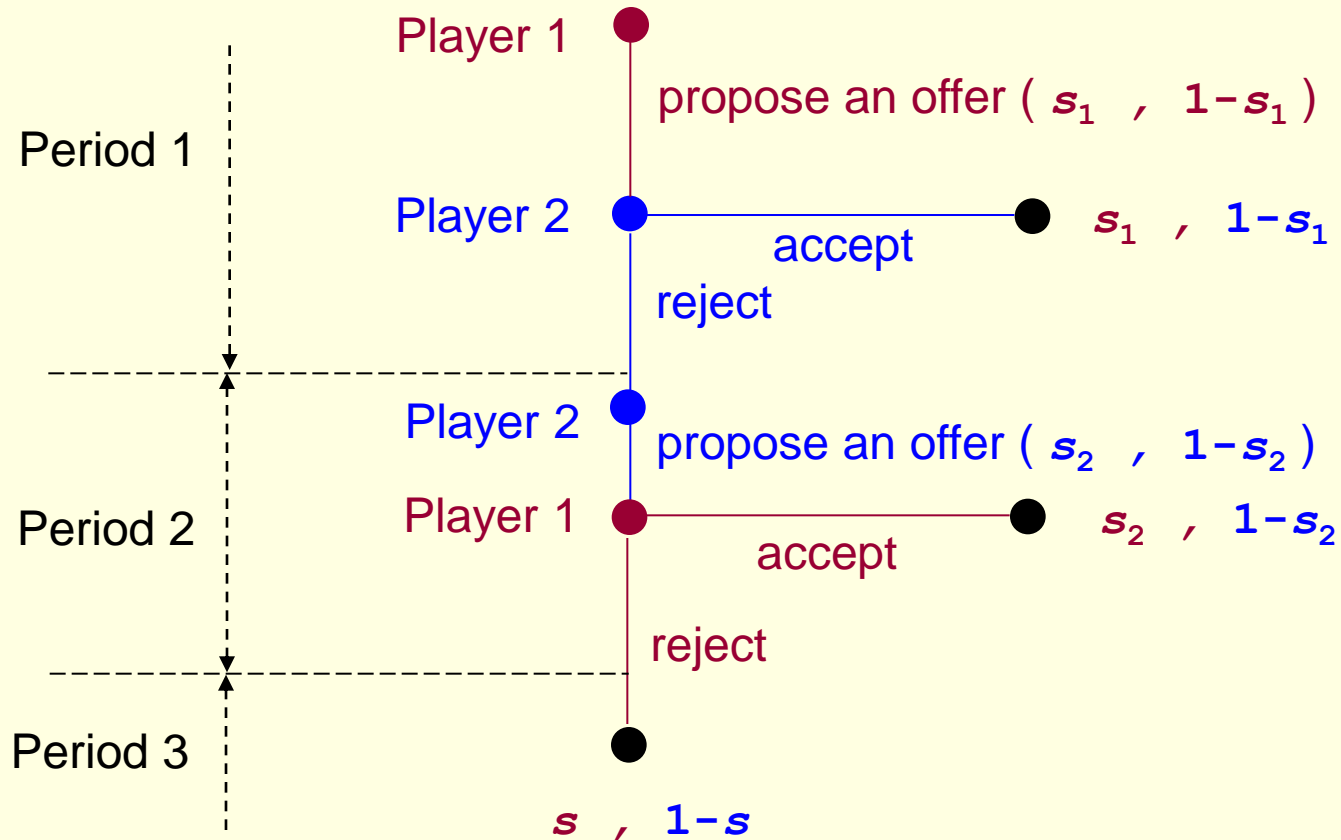 Player 1
propose an offer ( s₁ , 1-s₁ )
Period 1
Player 2
accept
s₁ , 1-s₁
reject
Player 2
propose an offer ( s₂ , 1-s₂ )
Period 2
Player 1
accept
s₂ , 1-s₂
reject
Period 3
s , 1-s